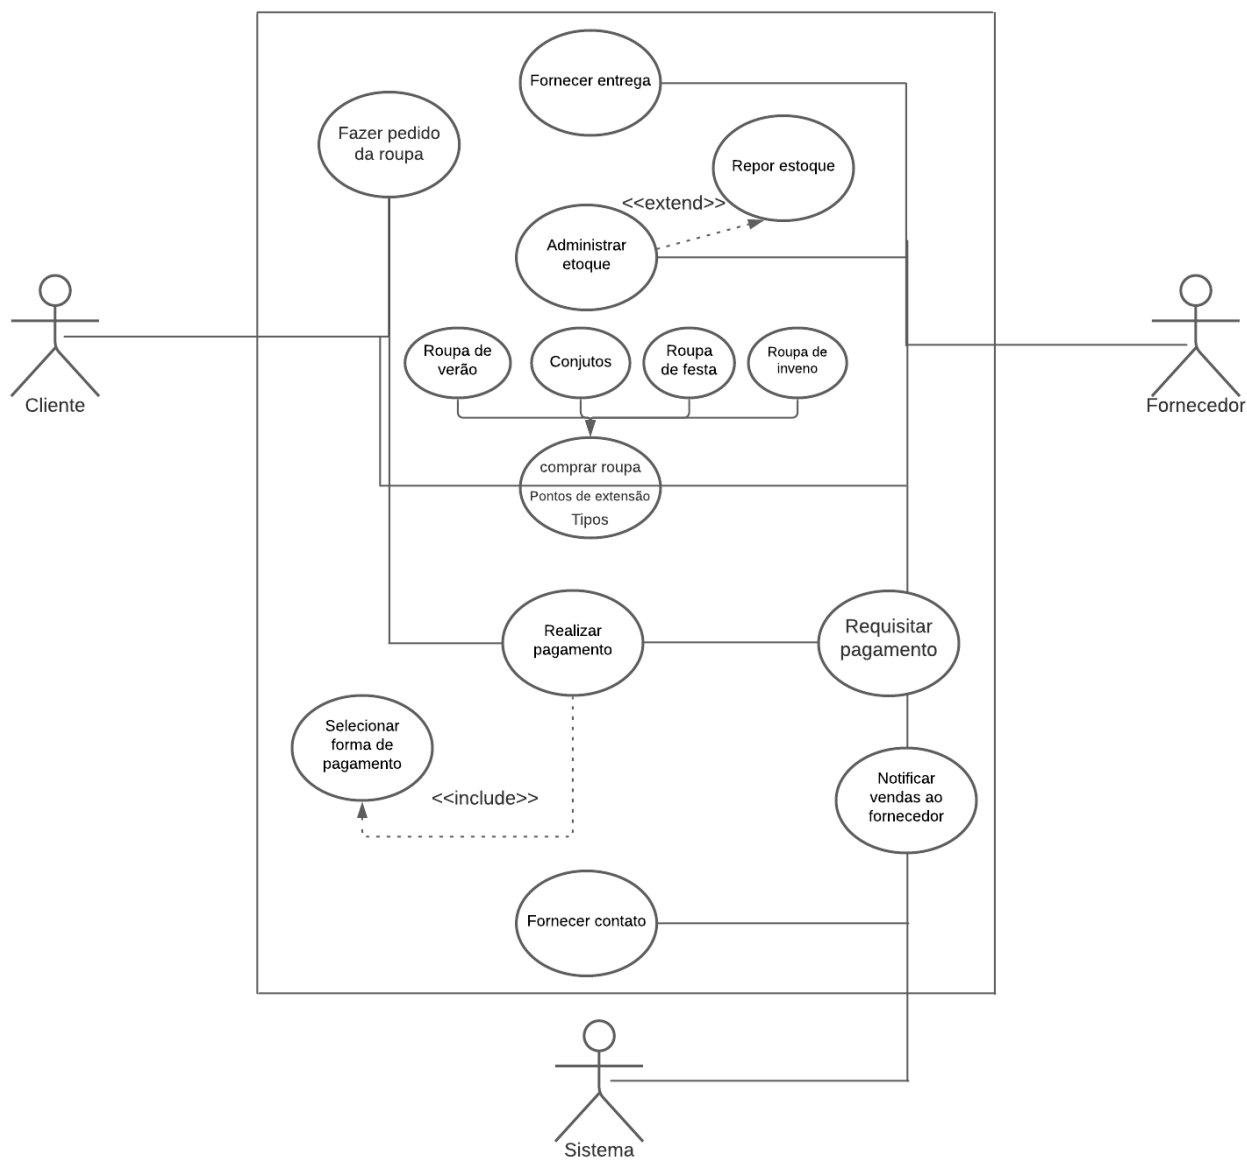 Fornecer entrega
Fazer pedido
da roupa
Repor estoque
<<extend>>
Administrar
etoque
Roupa de
verão
Conjutos
Roupa
de festa
Roupa de
inveno
Cliente
Fornecedor
comprar roupa
Pontos de extensão
Tipos
Realizar
pagamento
Requisitar
pagamento
Selecionar
forma de
pagamento
<<include>>
Notificar
vendas ao
fornecedor
Fornecer contato
Sistema